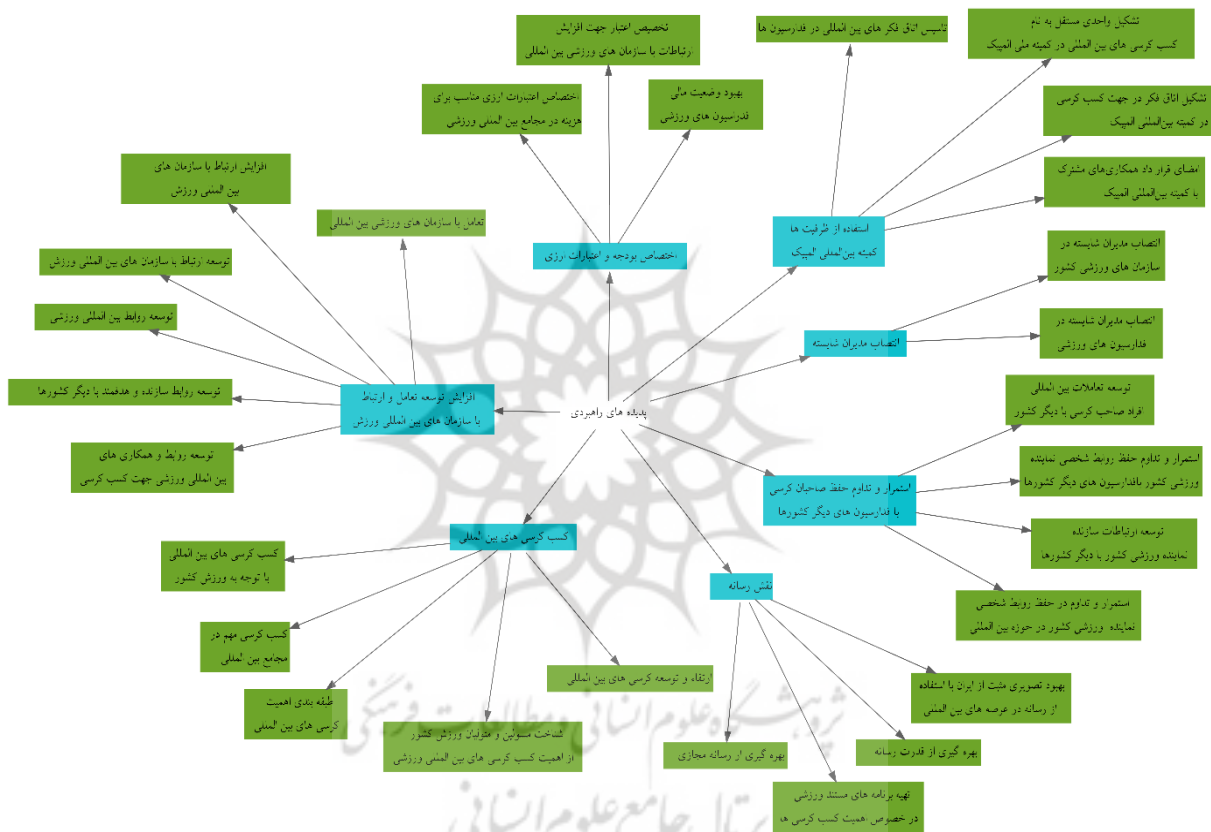 تشکیل واحدی مستقل به نام
کسب کرسی های بین المللی در کمیته ملی المپیک
تاسیس اتاق فکر های بین المللی در فدارسیون ها
تخصیص اعتبار جهت افزایش
ارتباطات با سازمان های ورزشی بین المللی
بهبود وضعیت مالی
فدراسیون های ورزشی
اختصاص اعتبارات ارزی مناسب برای
هزینه در مجامع بین المللی ورزشی
تشکیل اتاق فکر در جهت کسب کرسی
در کمیته بین‌المللی المپیک
امضای قرار داد همکاری‌های مشترک
با کمیته بین‌المللی المپیک
افزایش ارتباط با سازمان های
بین المللی ورزش
تعامل با سازمان های ورزشی بین المللی
استفاده از ظرفیت ها
کمیته بین‌المللی المپیک
اختصاص بودجه و اعتبارات ارزی
انتصاب مدیران شایسته در
سازمان های ورزشی کشور
توسعه ارتباط با سازمان های بین المللی ورزش
توسعه روابط بین المللی ورزشی
انتصاب مدیران شایسته
انتصاب مدیران شایسته در
فدارسیون های ورزشی
توسعه روابط سازنده و هدفمند با دیگر کشورها
افزایش توسعه تعامل و ارتباط
با سازمان های بین المللی ورزش
پدیده های راهبردی
توسعه تعاملات بین المللی
افراد صاحب کرسی با دیگر کشور
توسعه روابط و همکاری های
بین المللی ورزشی جهت کسب کرسی
استمرار و تداوم حفظ صاحبان کرسی
با فدارسیون های دیگر کشورها
استمرار و تداوم حفظ روابط شخصی نماینده
ورزشی کشور بافدارسیون های دیگر کشورها
توسعه ارتباطات سازنده
نماینده ورزشی کشور با دیگر کشورها
کسب کرسی های بین المللی
کسب کرسی های بین المللی
با توجه به ورزش کشور
نقش رسانه
استمرار و تداوم در حفظ روابط شخصی
نماینده ورزشی کشور در حوزه بین المللی
کسب کرسی مهم در
مجامع بین المللی
ارتقاء و توسعه کرسی های بین المللی
بهبود تصویری مثبت از ایران با استفاده
از رسانه در عرصه های بین المللی
طبقه بندی اهمیت
کرسی های بین المللی
شناخت مسولین و متولیان ورزش کشور
از اهمیت کسب کرسی های بین المللی ورزشی
بهره گیری از رسانه مجازی
بهره گیری از قدرت رسانه
تهیه برنامه های مستند ورزشی
در خصوص اهمیت کسب کرسی ها
پژوهشگاه علوم انسانی و مطالعات فرهنگی
پرتال جامع علوم انسانی